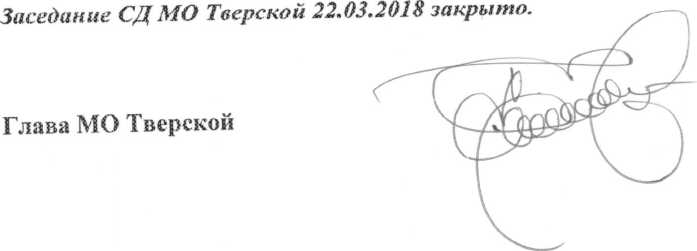 Заседание СД МО Тверской 22.03.2018 закрыто.
Глава МО Тверской